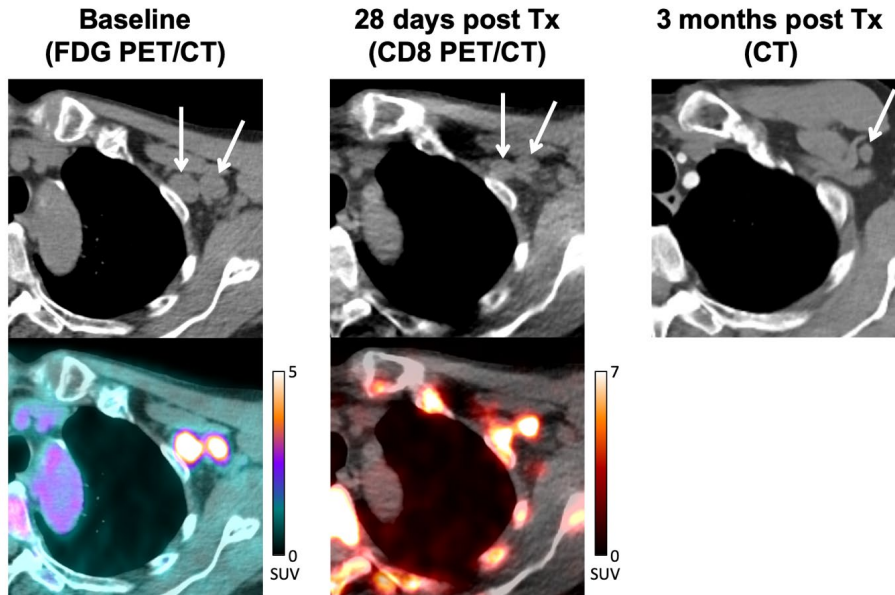 Baseline
(FDG PET/CT)
28 days post Tx
(CD8 PET/CT)
3 months post Tx
(CT)
5
0
SUV
7
0
SUV